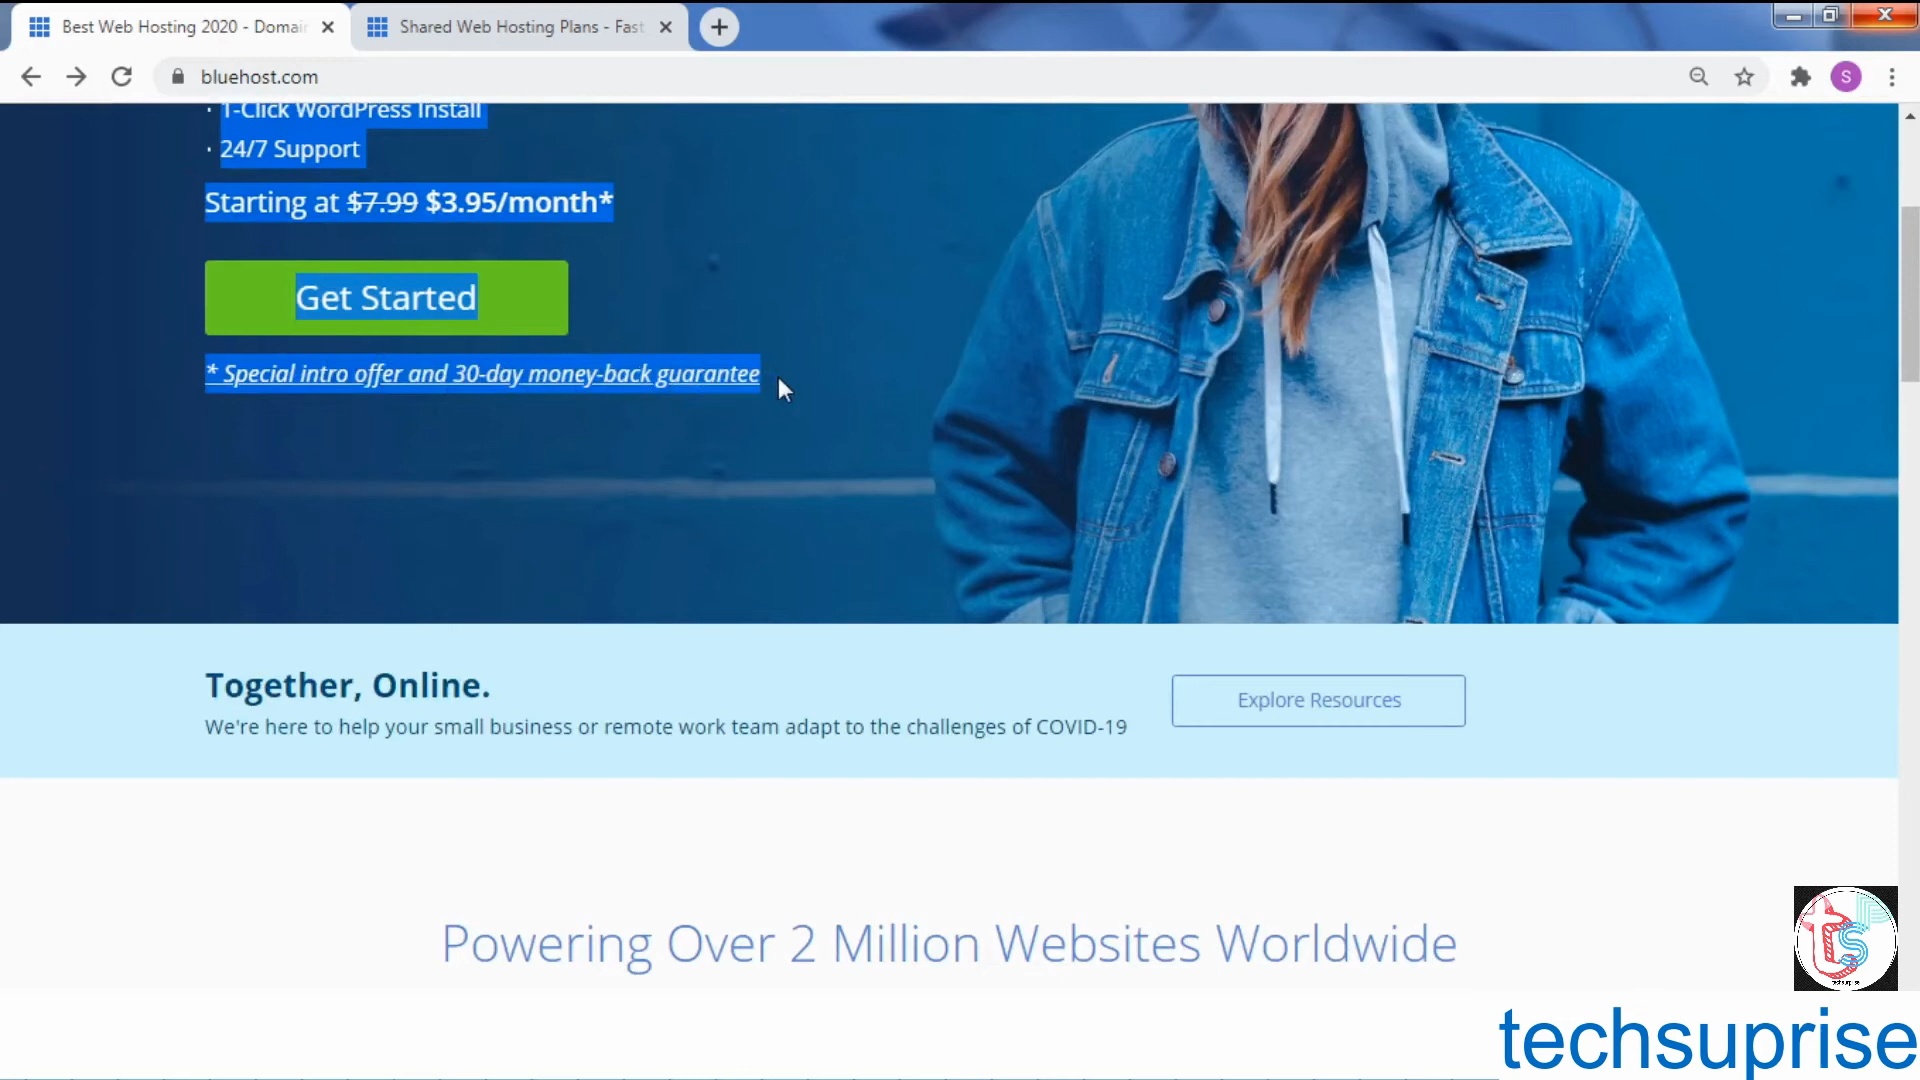 Best Web Hosting 2020 - Domai
Shared Web Hosting Plans - Fast
bluehost.com
S
· 1-Click WordPress Install
· 24/7 Support
Starting at $7.99 $3.95/month*
Get Started
* Special intro offer and 30-day money-back guarantee
Together, Online.
We're here to help your small business or remote work team adapt to the challenges of COVID-19
Explore Resources
Powering Over 2 Million Websites Worldwide
techsuprise